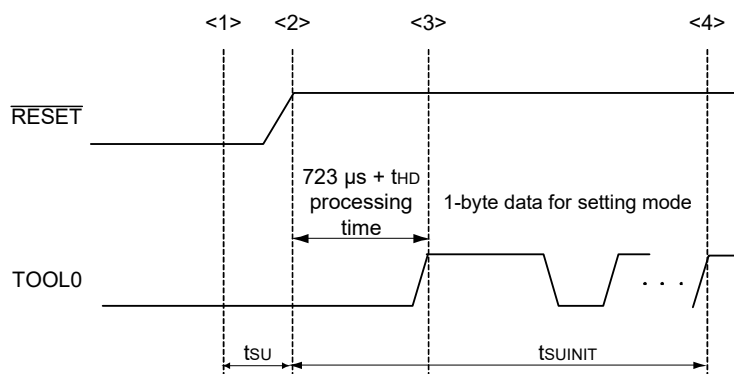 <1> <2> <3> <4>
RESET
723 µs + tHD
processing
time
1-byte data for setting mode
TOOL0
. . .
tSU tSUINIT